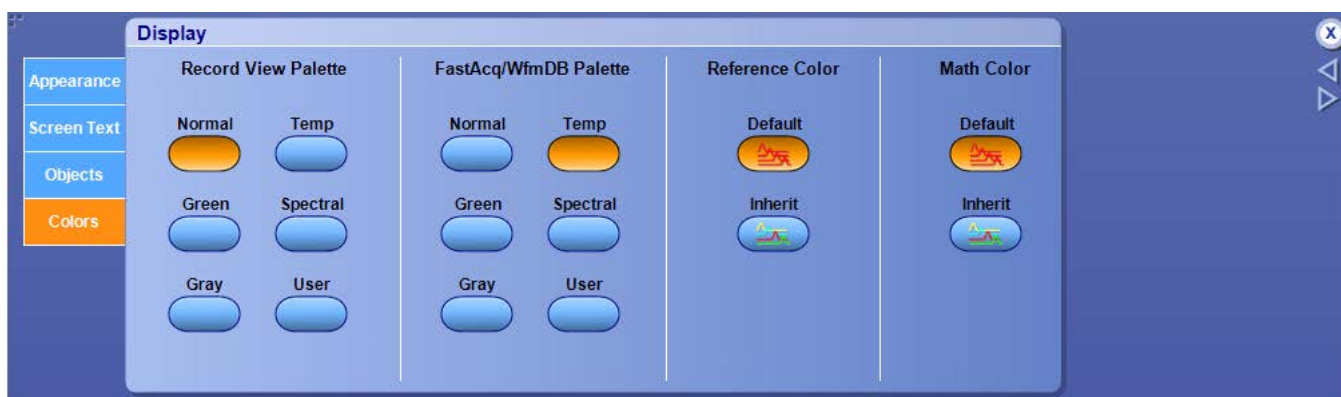 Display
Appearance
Screen Text
Objects
Colors
Record View Palette
Normal Temp
Green Spectral
Gray User
FastAcq/WfmDB Palette
Normal Temp
Green Spectral
Gray User
Reference Color
Default
Inherit
Math Color
Default
Inherit
X